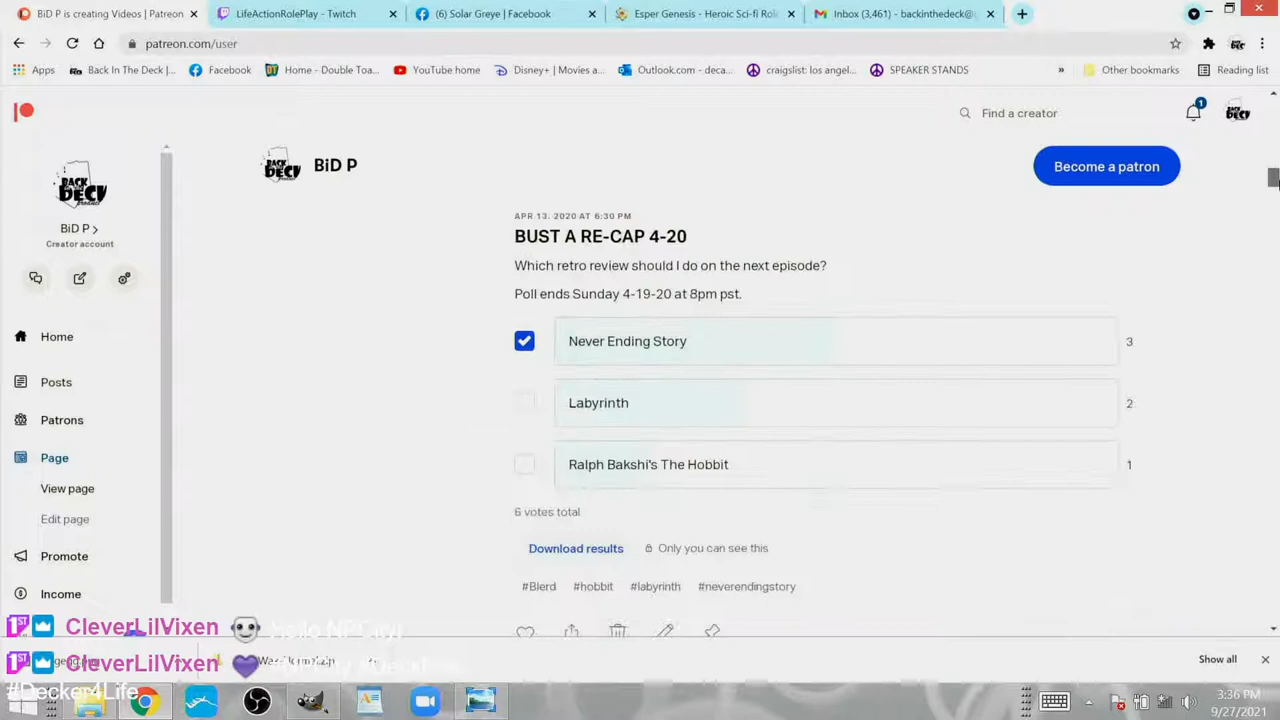 BiD P is creating Videos | Patreon
LifeActionRolePlay - Twitch
(6) Solar Greye | Facebook
Esper Genesis - Heroic Sci-fi Rol
Inbox (3,461) - backinthedeck@g
patreon.com/user
Apps
Back In The Deck |...
Facebook
Home - Double Toa...
YouTube home
Disney+ | Movies a...
Outlook.com - deca...
craigslist: los angel...
SPEAKER STANDS
»
Other bookmarks
Reading list
Find a creator
1
BACK
DECK
product
BiD P
Become a patron
BiD P >
Creator account
APR 13, 2020 AT 6:30 PM
BUST A RE-CAP 4-20
Which retro review should I do on the next episode?
Poll ends Sunday 4-19-20 at 8pm pst.
Never Ending Story
3
Labyrinth
2
Ralph Bakshi's The Hobbit
1
6 votes total
Download results
Only you can see this
#Blerd #hobbit #labyrinth #neverendingstory
Home
Posts
Patrons
Page
View page
Edit page
Promote
Income
1ST CleverLilVixen
1ST CleverLilVixen
#Decker4Life
Show all
3:36 PM
9/27/2021